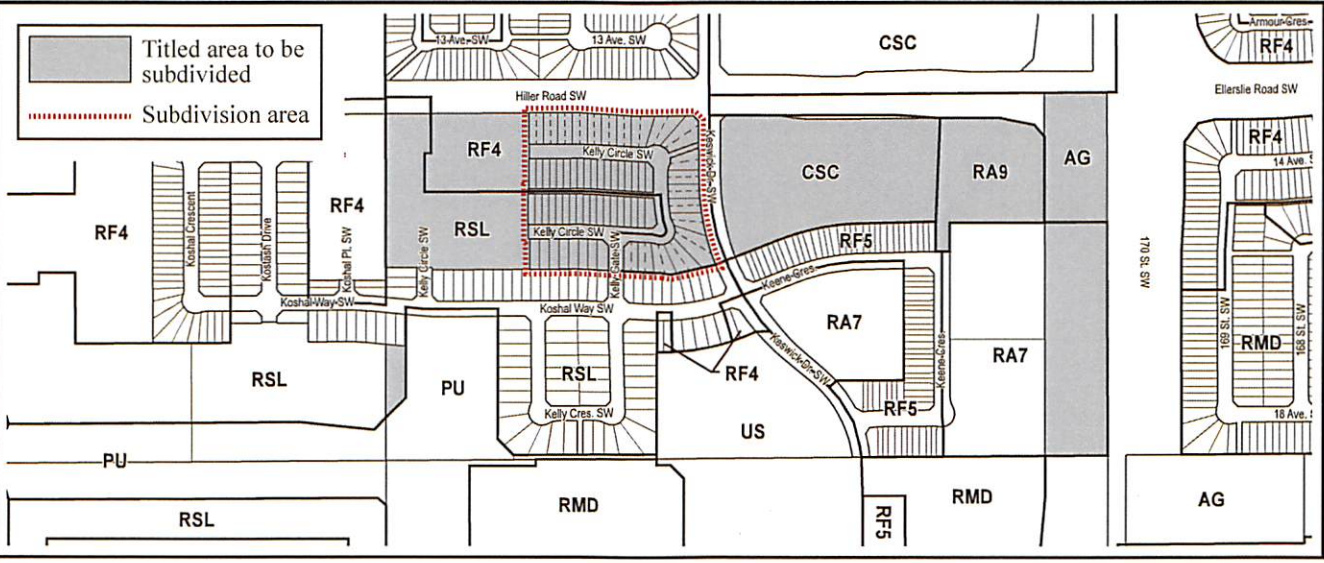 Titled area to be
subdivided
Subdivision area
13 Ave. SW
13 Ave. SW
CSC
Armour Cres.
RF4
Hiller Road SW
Ellerslie Road SW
RF4
Kelly Circle SW
Keswick Dr. SW
CSC
RA9
AG
RF4
14 Ave. S
RF4
Koshal Crescent
Kostash Drive
RF4
Koshal Pl. SW
Kelly Circle SW
RSL
Kelly Circle SW
Kelly Gate SW
RF5
170 St. SW
Koshal Way SW
Koshal Way SW
Keene Cres.
RA7
RA7
Keene Cres.
169 St. SW
RMD
168 St. SW
RSL
PU
RSL
RF4
Keswick Dr. SW
Kelly Cres. SW
RF5
18 Ave. S
US
PU
RSL
RMD
RF5
RMD
AG